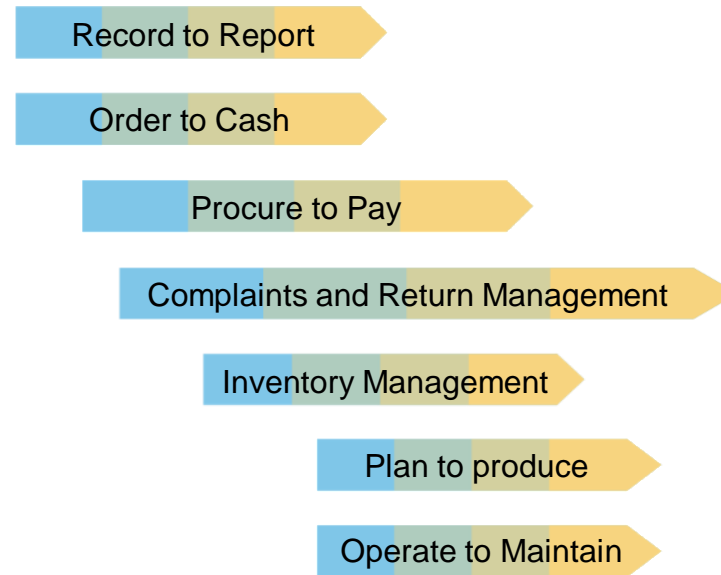 Record to Report
Order to Cash
Procure to Pay
Complaints and Return Management
Inventory Management
Plan to produce
Operate to Maintain